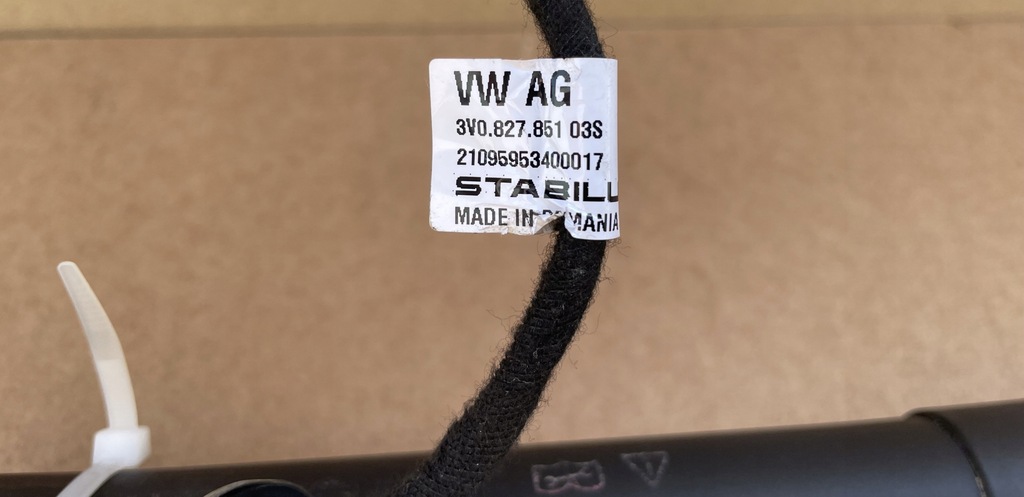 VW AG
3V0.827.851 03S
21095953400017
STABILU
MADE IN